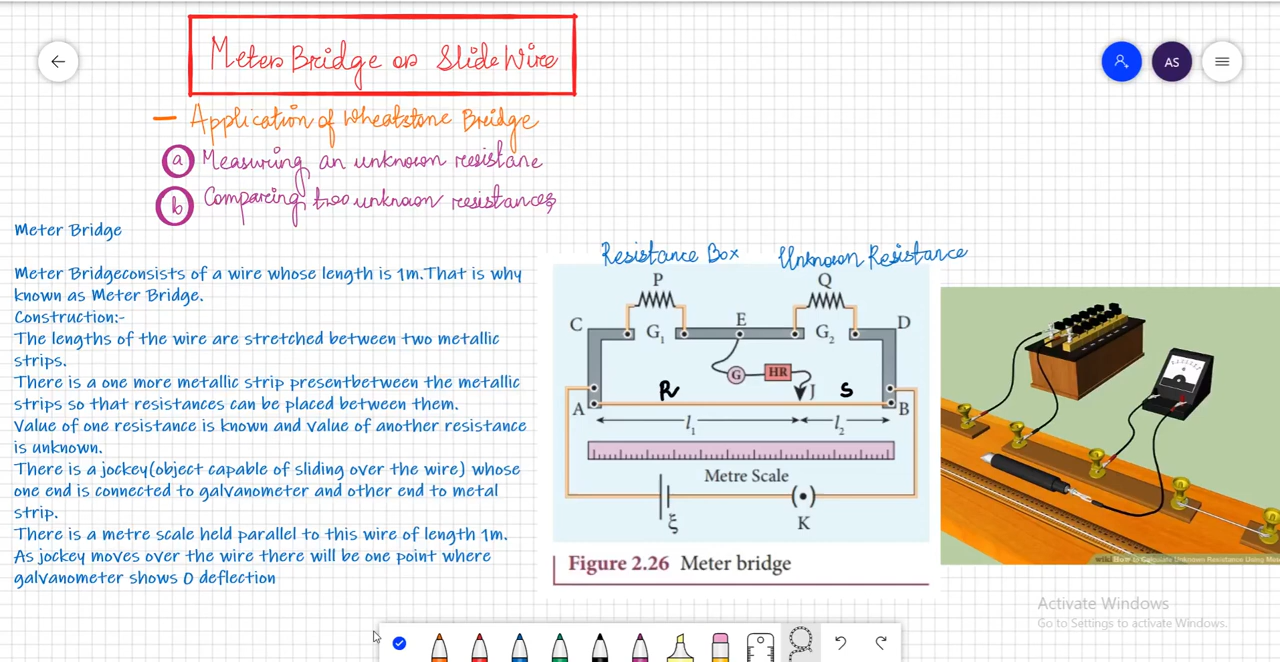 Meter Bridge or Slide Wire
AS
— Application of Wheatstone Bridge
a Measuring an unknown resistane
b Comparing two unknown resistances
Meter Bridge
Meter Bridgeconsists of a wire whose length is 1m.That is why
known as Meter Bridge.
Construction:-
The lengths of the wire are stretched between two metallic
strips.
There is a one more metallic strip presentbetween the metallic
strips so that resistances can be placed between them.
Value of one resistance is known and value of another resistance
is unknown.
There is a jockey(object capable of sliding over the wire) whose
one end is connected to galvanometer and other end to metal
strip.
There is a metre scale held parallel to this wire of length 1m.
As jockey moves over the wire there will be one point where
galvanometer shows 0 deflection
Resistance Box Unknown Resistance
P Q
C G₁ E G₂ D
G HR
R J S
A B
l₁ l₂
Metre Scale
ξ K
Figure 2.26 Meter bridge
G
Activate Windows
Go to Settings to activate Windows.